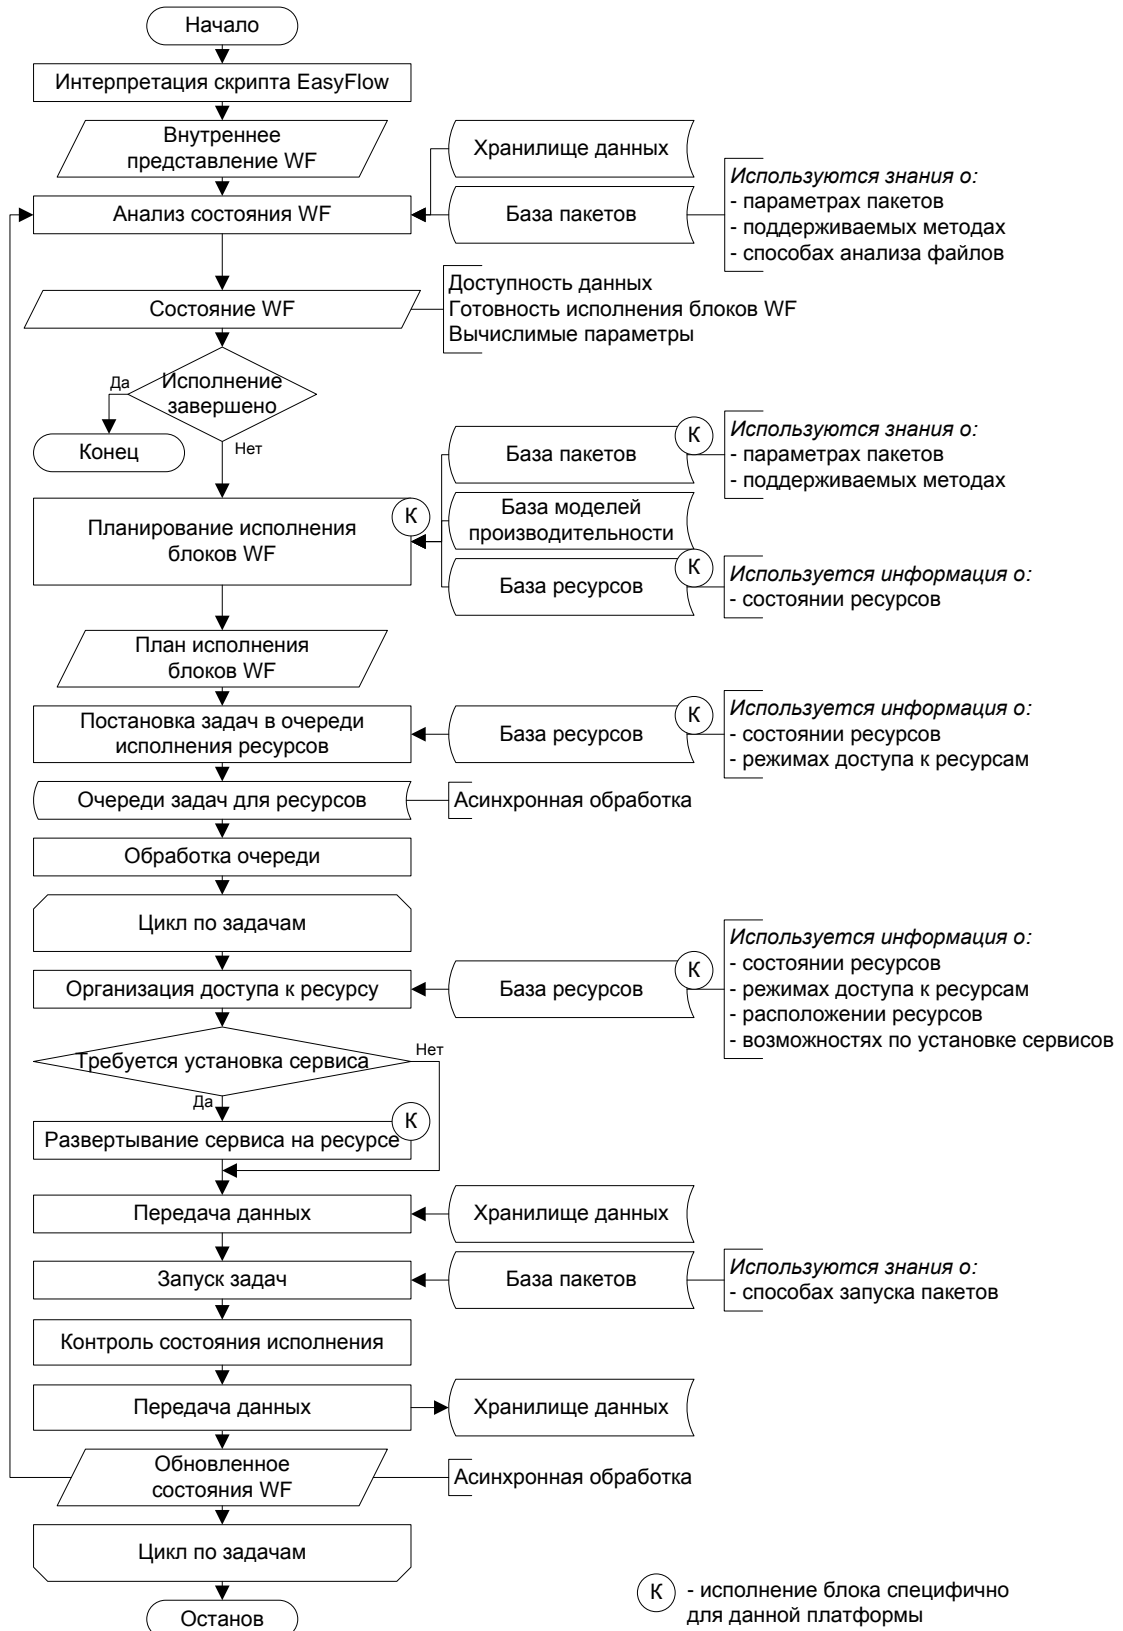 Начало
Интерпретация скрипта EasyFlow
Внутреннее
представление WF
Хранилище данных
Анализ состояния WF
База пакетов
Используются знания о:
- параметрах пакетов
- поддерживаемых методах
- способах анализа файлов
Состояние WF
Доступность данных
Готовность исполнения блоков WF
Вычислимые параметры
Исполнение
завершено
Да
Нет
Конец
База пакетов
К
Используются знания о:
- параметрах пакетов
- поддерживаемых методах
Планирование исполнения
блоков WF
К
База моделей
производительности
База ресурсов
К
Используется информация о:
- состоянии ресурсов
План исполнения
блоков WF
Постановка задач в очереди
исполнения ресурсов
База ресурсов
К
Используется информация о:
- состоянии ресурсов
- режимах доступа к ресурсам
Очереди задач для ресурсов
Асинхронная обработка
Обработка очереди
Цикл по задачам
Организация доступа к ресурсу
База ресурсов
К
Используется информация о:
- состоянии ресурсов
- режимах доступа к ресурсам
- расположении ресурсов
- возможностях по установке сервисов
Требуется установка сервиса
Нет
Да
Развертывание сервиса на ресурсе
К
Передача данных
Хранилище данных
Запуск задач
База пакетов
Используются знания о:
- способах запуска пакетов
Контроль состояния исполнения
Передача данных
Хранилище данных
Обновленное
состояния WF
Асинхронная обработка
Цикл по задачам
Останов
К
- исполнение блока специфично
для данной платформы